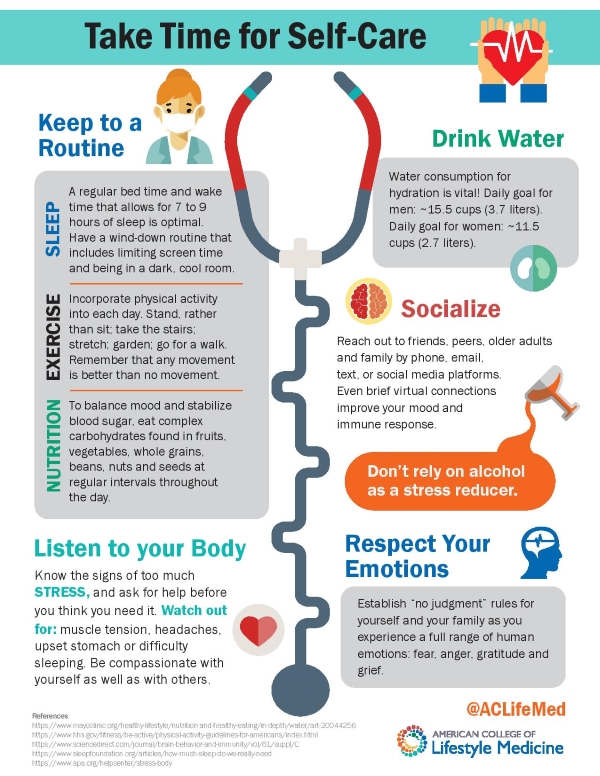 Take Time for Self-Care
Keep to a
Routine
SLEEP
A regular bed time and wake
time that allows for 7 to 9
hours of sleep is optimal.
Have a wind-down routine that
includes limiting screen time
and being in a dark, cool room.
EXERCISE
Incorporate physical activity
into each day. Stand, rather
than sit; take the stairs;
stretch; garden; go for a walk.
Remember that any movement
is better than no movement.
NUTRITION
To balance mood and stabilize
blood sugar, eat complex
carbohydrates found in fruits,
vegetables, whole grains,
beans, nuts and seeds at
regular intervals throughout
the day.
Listen to your Body
Know the signs of too much
STRESS, and ask for help before
you think you need it. Watch out
for: muscle tension, headaches,
upset stomach or difficulty
sleeping. Be compassionate with
yourself as well as with others.
Drink Water
Water consumption for
hydration is vital! Daily goal for
men: ~15.5 cups (3.7 liters).
Daily goal for women: ~11.5
cups (2.7 liters).
Socialize
Reach out to friends, peers, older adults
and family by phone, email,
text, or social media platforms.
Even brief virtual connections
improve your mood and
immune response.
Don't rely on alcohol
as a stress reducer.
Respect Your
Emotions
Establish “no judgment” rules for
yourself and your family as you
experience a full range of human
emotions: fear, anger, gratitude and
grief.
@ACLifeMed
AMERICAN COLLEGE OF
Lifestyle Medicine
References
https://www.mayoclinic.org/healthy-lifestyle/nutrition-and-healthy-eating/in-depth/water/art-20044256
https://www.hhs.gov/fitness/be-active/physical-activity-guidelines-for-americans/index.html
https://www.sciencedirect.com/journal/brain-behavior-and-immunity/vol/61/suppl/C
https://www.sleepfoundation.org/articles/how-much-sleep-do-we-really-need
https://www.apa.org/helpcenter/stress-body